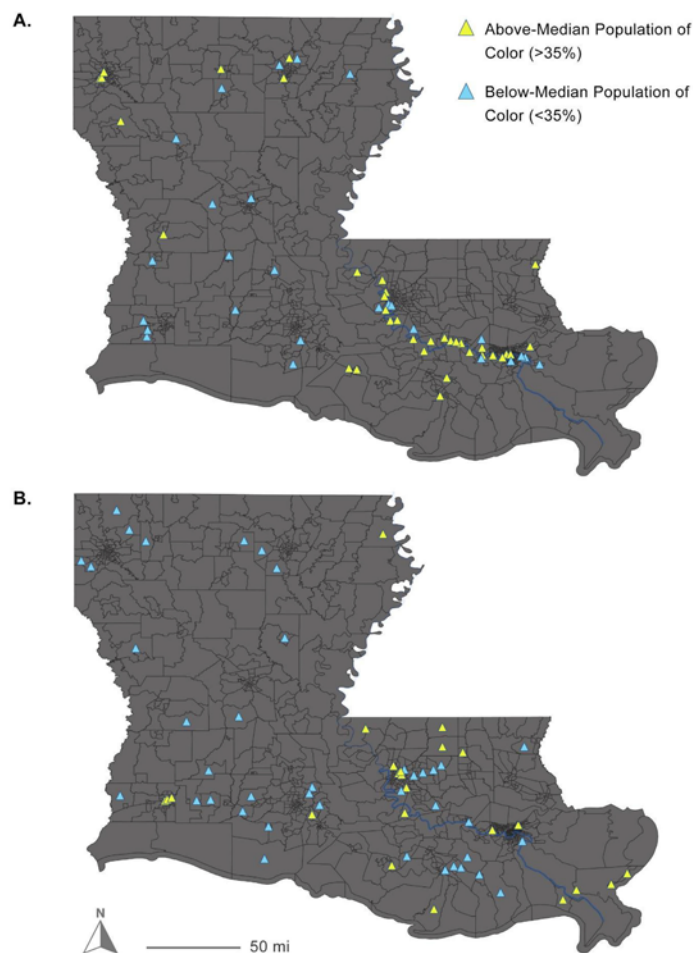 A.
Above-Median Population of
Color (>35%)
Below-Median Population of
Color (<35%)
B.
N
50 mi